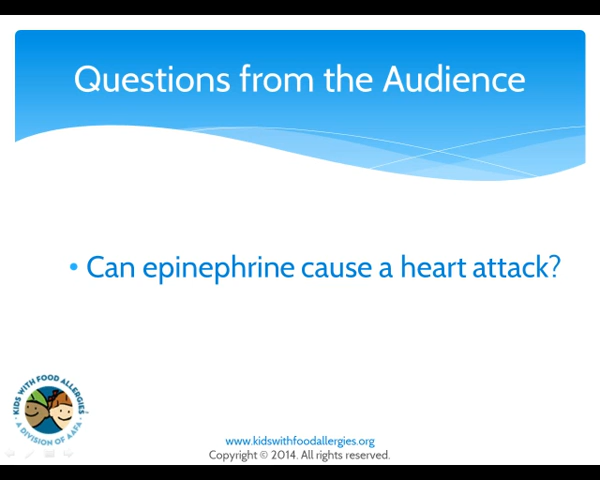 Questions from the Audience
• Can epinephrine cause a heart attack?
KIDS WITH FOOD ALLERGIES
A DIVISION OF AAFA
www.kidswithfoodallergies.org
Copyright © 2014. All rights reserved.